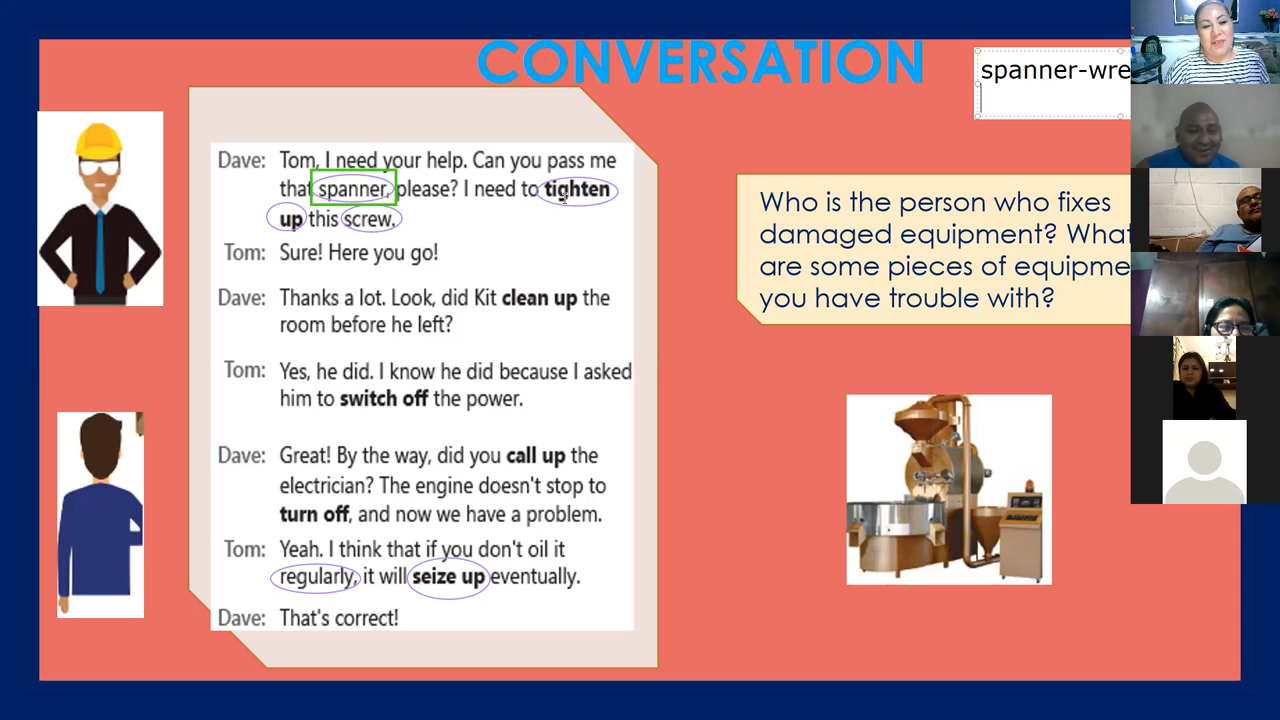 CONVERSATION
spanner-wre
Dave: Tom, I need your help. Can you pass me
that spanner, please? I need to tighten
up this screw.
Tom: Sure! Here you go!
Dave: Thanks a lot. Look, did Kit clean up the
room before he left?
Tom: Yes, he did. I know he did because I asked
him to switch off the power.
Dave: Great! By the way, did you call up the
electrician? The engine doesn't stop to
turn off, and now we have a problem.
Tom: Yeah. I think that if you don't oil it
regularly, it will seize up eventually.
Dave: That's correct!
Who is the person who fixes
damaged equipment? What
are some pieces of equipme
you have trouble with?